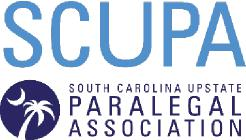 SCUPA
SOUTH CAROLINA UPSTATE
PARALEGAL
ASSOCIATION